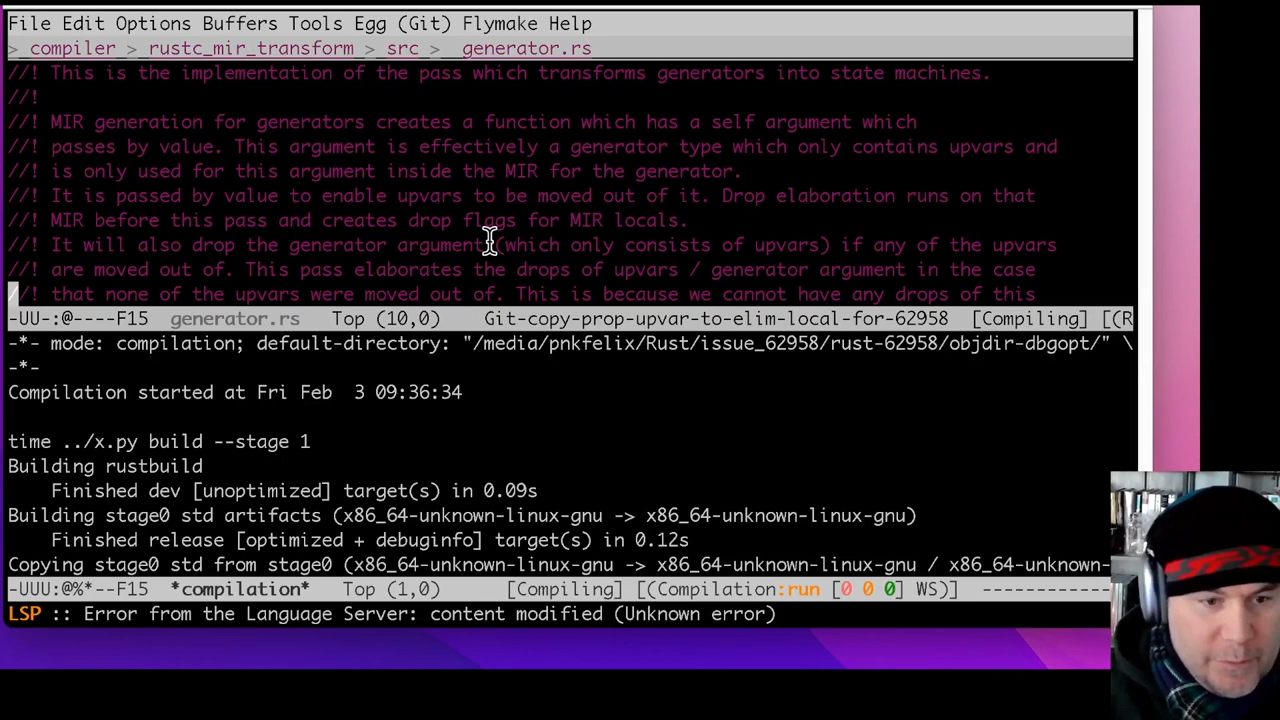 File Edit Options Buffers Tools Egg (Git) Flymake Help
> compiler > rustc_mir_transform > src > generator.rs
//! This is the implementation of the pass which transforms generators into state machines.
//!
//! MIR generation for generators creates a function which has a self argument which
//! passes by value. This argument is effectively a generator type which only contains upvars and
//! is only used for this argument inside the MIR for the generator.
//! It is passed by value to enable upvars to be moved out of it. Drop elaboration runs on that
//! MIR before this pass and creates drop flags for MIR locals.
//! It will also drop the generator argument (which only consists of upvars) if any of the upvars
//! are moved out of. This pass elaborates the drops of upvars / generator argument in the case
//! that none of the upvars were moved out of. This is because we cannot have any drops of this
-UU-:@----F15 generator.rs Top (10,0) Git-copy-prop-upvar-to-elim-local-for-62958 [Compiling] [(R
-*- mode: compilation; default-directory: "/media/pnkfelix/Rust/issue_62958/rust-62958/objdir-dbgopt/" \
-*-
Compilation started at Fri Feb  3 09:36:34
time ../x.py build --stage 1
Building rustbuild
Finished dev [unoptimized] target(s) in 0.09s
Building stage0 std artifacts (x86_64-unknown-linux-gnu -> x86_64-unknown-linux-gnu)
Finished release [optimized + debuginfo] target(s) in 0.12s
Copying stage0 std from stage0 (x86_64-unknown-linux-gnu -> x86_64-unknown-linux-gnu / x86_64-unknown-
-UUU:@%*--F15 *compilation* Top (1,0) [Compiling] [(Compilation:run [0 0 0] WS)] ------------
LSP :: Error from the Language Server: content modified (Unknown error)